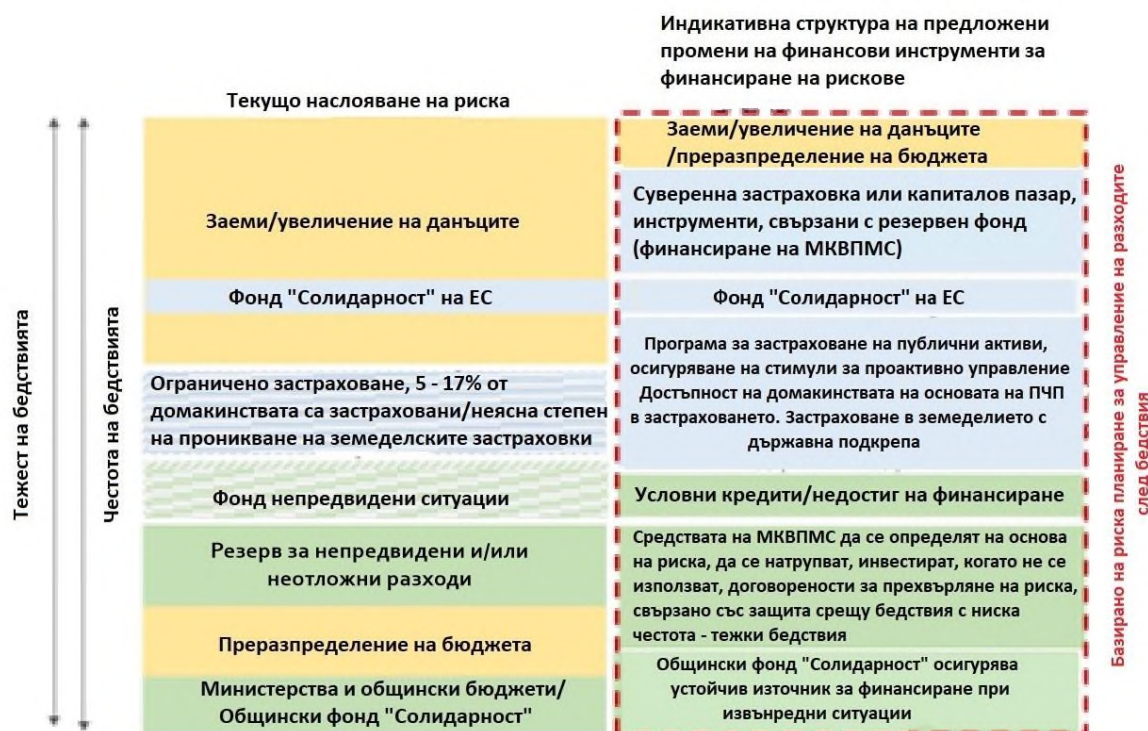 Индикативна структура на предложени
промени на финансови инструменти за
финансиране на рискове
Текущо наслояване на риска
Тежест на бедствията
Честота на бедствията
Заеми/увеличение на данъците
Фонд "Солидарност" на ЕС
Ограничено застраховане, 5 - 17% от
домакинствата са застраховани/неясна степен
на проникване на земеделските застраховки
Фонд непредвидени ситуации
Резерв за непредвидени и/или
неотложни разходи
Преразпределение на бюджета
Министерства и общински бюджети/
Общински фонд "Солидарност"
Заеми/увеличение на данъците
/преразпределение на бюджета
Суверенна застраховка или капиталов пазар,
инструменти, свързани с резервен фонд
(финансиране на МКВПМС)
Фонд "Солидарност" на ЕС
Програма за застраховане на публични активи,
осигуряване на стимули за проактивно управление
Достъпност на домакинствата на основата на ПЧП
в застраховането. Застраховане в земеделието с
държавна подкрепа
Условни кредити/недостиг на финансиране
Средствата на МКВПМС да се определят на основа
на риска, да се натрупват, инвестират, когато не се
използват, договорености за прехвърляне на риска,
свързано със защита срещу бедствия с ниска
честота - тежки бедствия
Общински фонд "Солидарност" осигурява
устойчив източник за финансиране при
извънредни ситуации
Базирано на риска планиране за управление на разходите
след бедствия